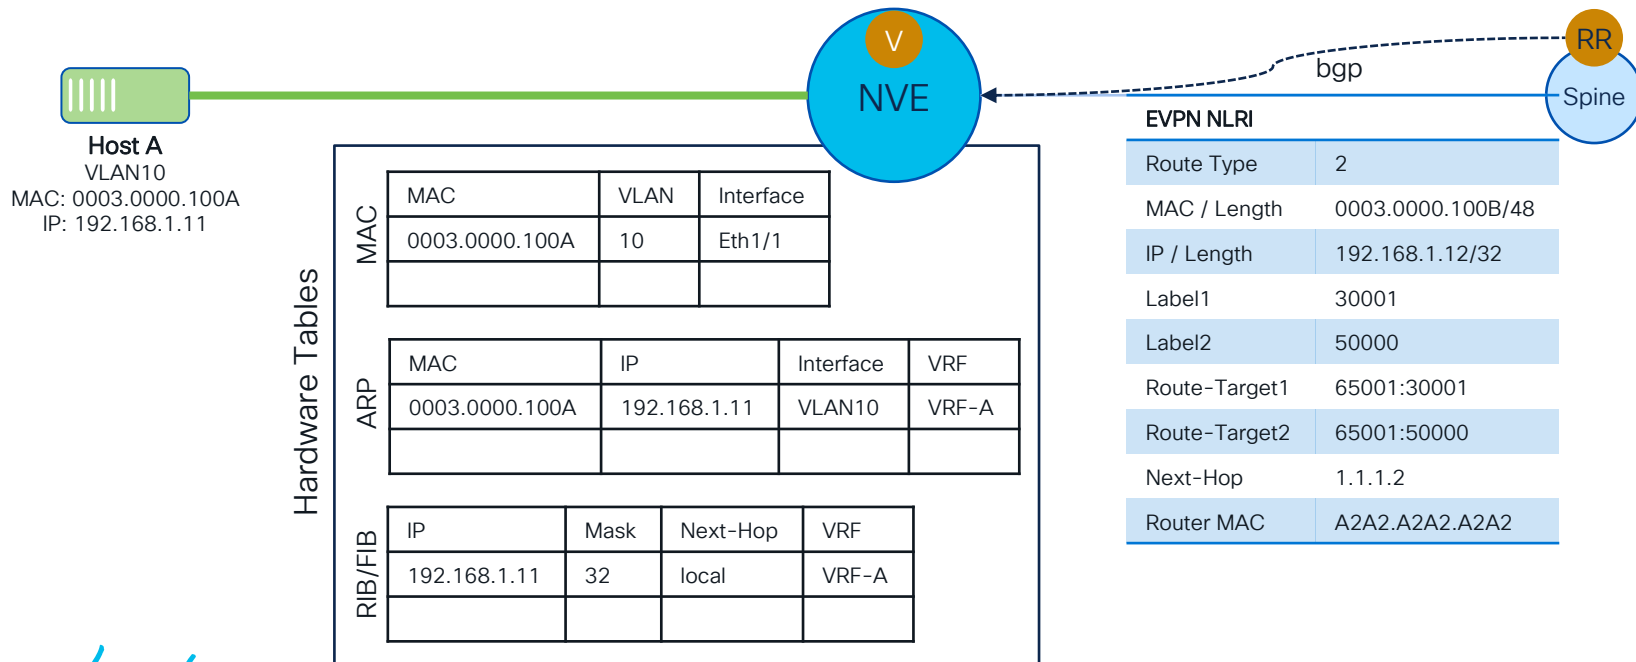 V
NVE
RR
Spine
bgp
Host A
VLAN10
MAC: 0003.0000.100A
IP: 192.168.1.11
Hardware Tables
MAC
MAC VLAN Interface
0003.0000.100A 10 Eth1/1
ARP
MAC IP Interface VRF
0003.0000.100A 192.168.1.11 VLAN10 VRF-A
RIB/FIB
IP Mask Next-Hop VRF
192.168.1.11 32 local VRF-A
EVPN NLRI
Route Type 2
MAC / Length 0003.0000.100B/48
IP / Length 192.168.1.12/32
Label1 30001
Label2 50000
Route-Target1 65001:30001
Route-Target2 65001:50000
Next-Hop 1.1.1.2
Router MAC A2A2.A2A2.A2A2